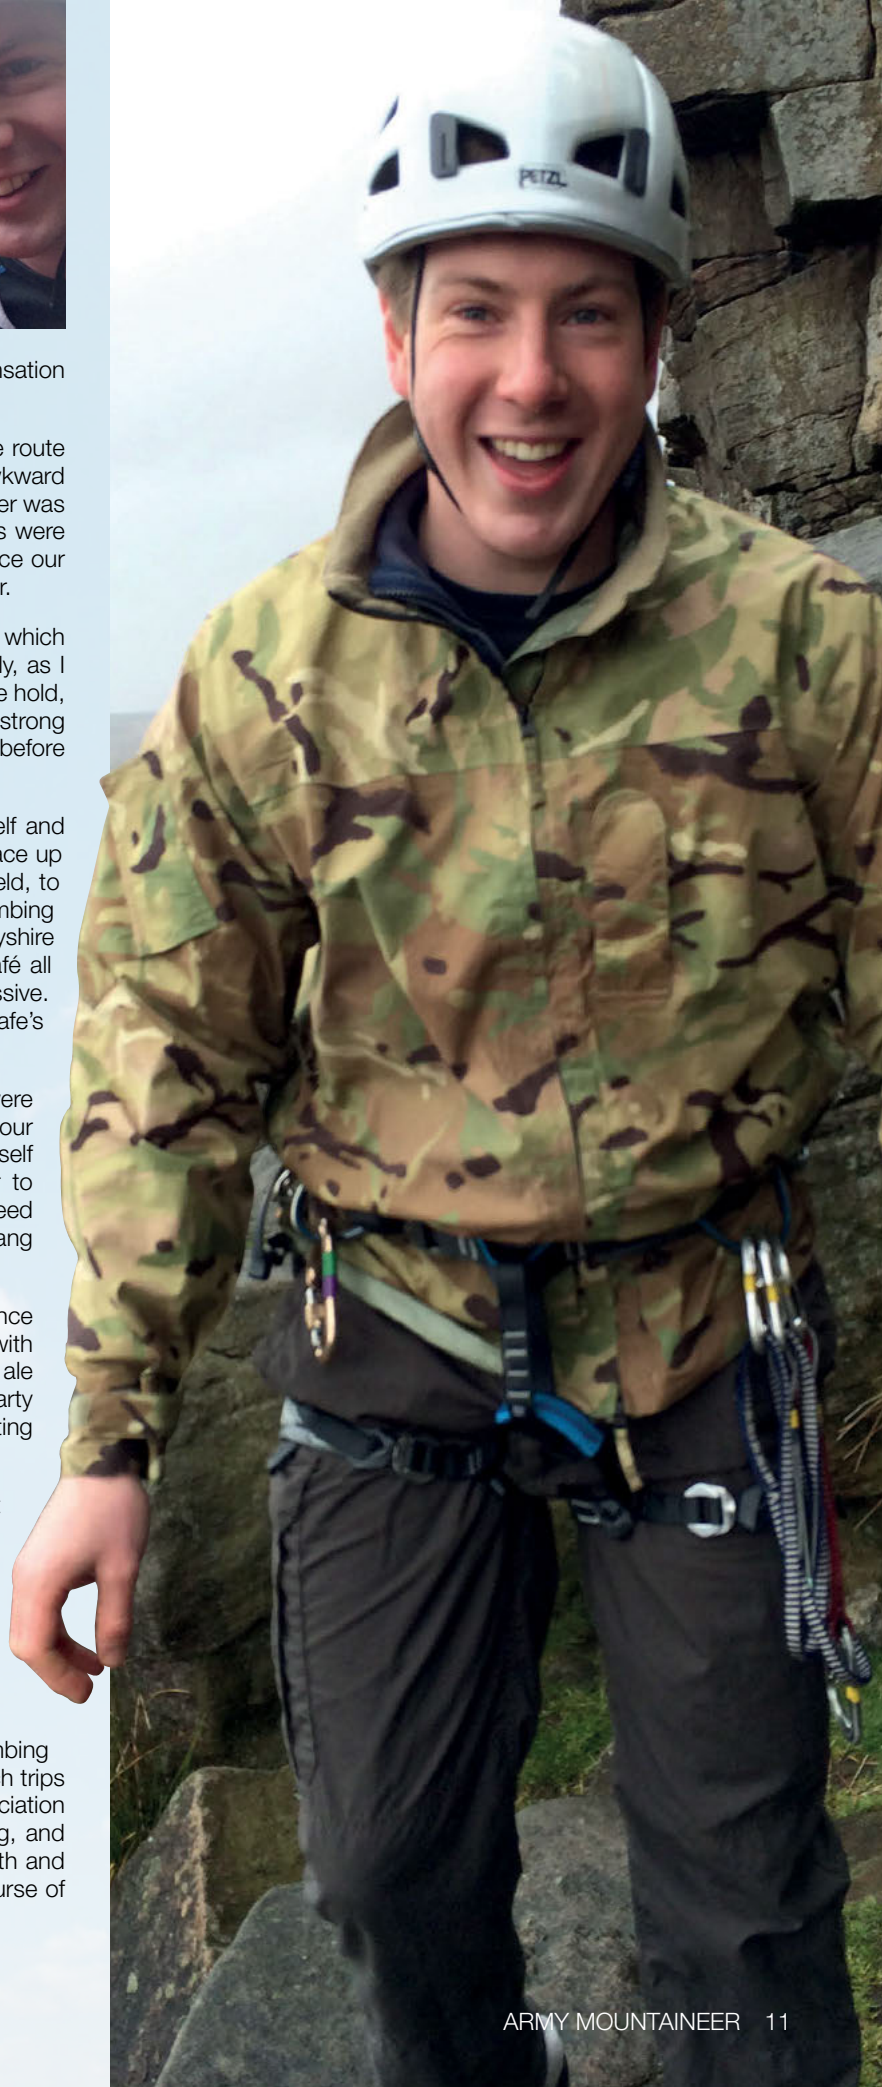 PETZL
nsation
e route
wkward
er was
s were
ce our
r.
which
ly, as I
e hold,
strong
before
elf and
ace up
eld, to
mbing
yshire
afé all
ssive.
afe's
ere
our
self
to
eed
ang
nce
with
ale
arty
ting
mbing
h trips
ciation
g, and
th and
urse of
ARMY MOUNTAINEER 11